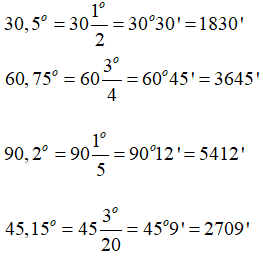 30,5° = 30 1/2° = 30°30' = 1830'
60,75° = 60 3/4° = 60°45' = 3645'
90,2° = 90 1/5° = 90°12' = 5412'
45,15° = 45 3/20° = 45°9' = 2709'